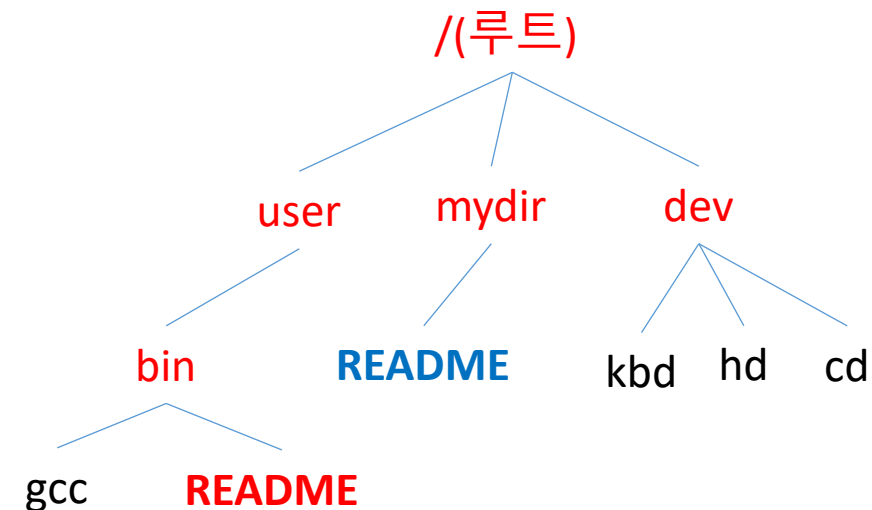 /(루트)
user mydir dev
bin README kbd hd cd
gcc README